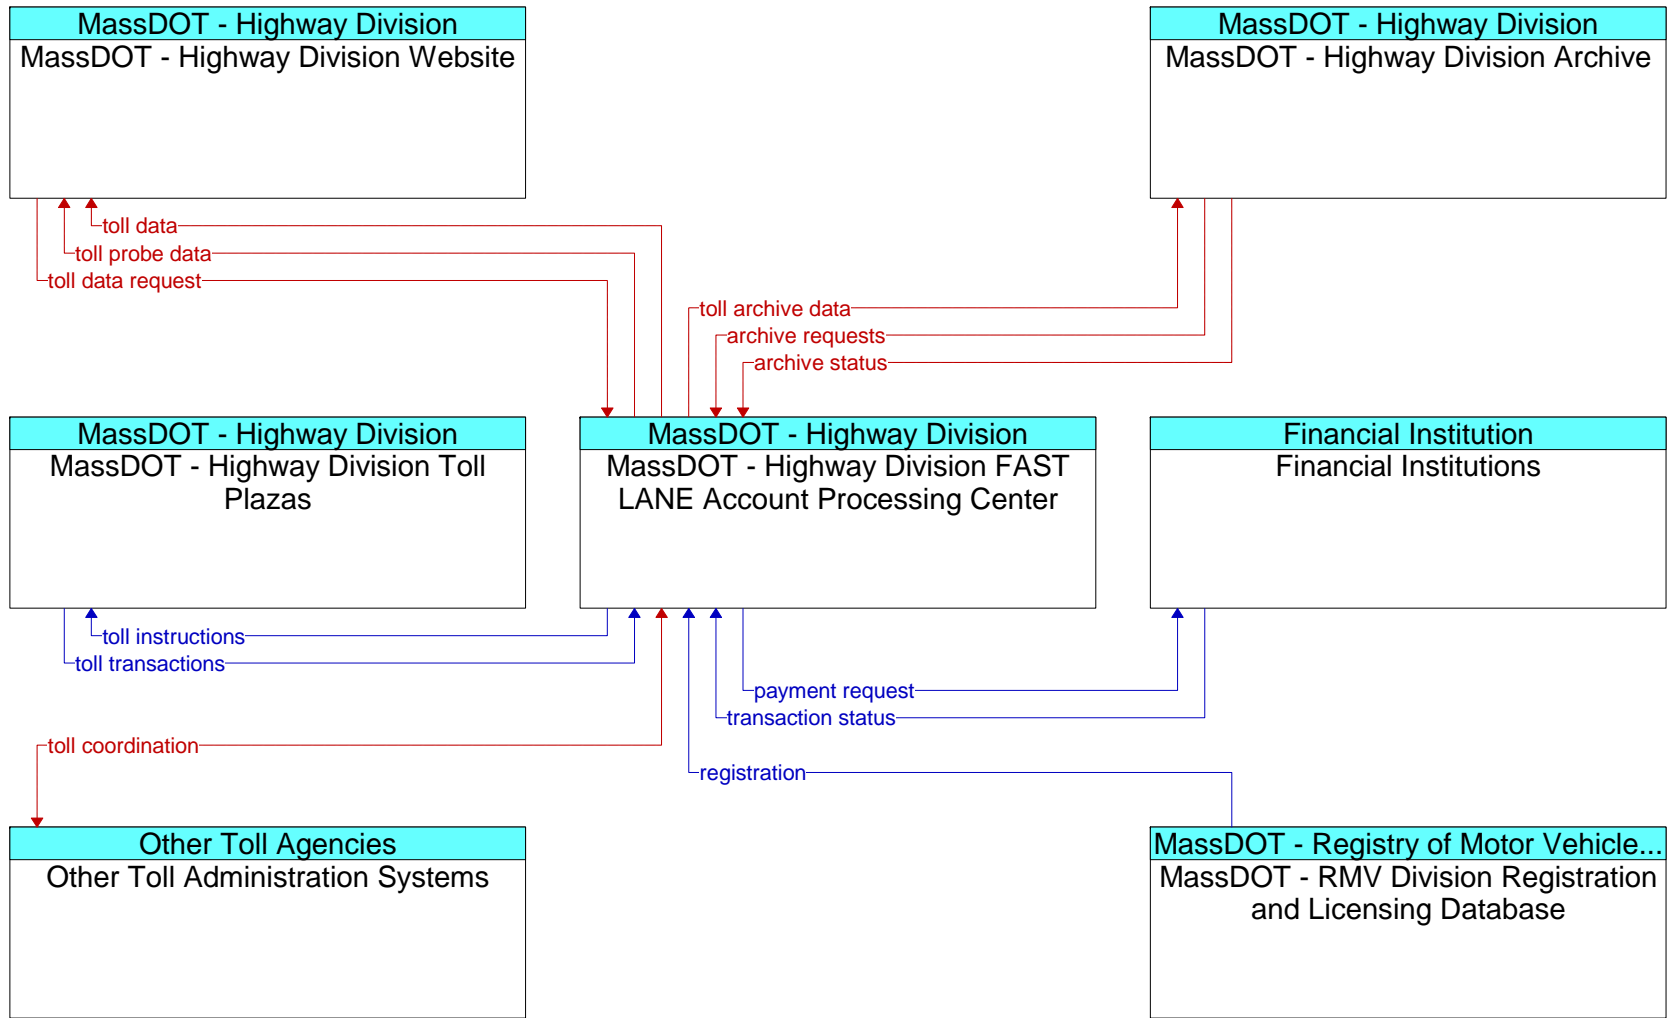 MassDOT - Highway Division
MassDOT - Highway Division Website
MassDOT - Highway Division
MassDOT - Highway Division Archive
toll data
toll probe data
toll data request
toll archive data
archive requests
archive status
MassDOT - Highway Division
MassDOT - Highway Division Toll
Plazas
MassDOT - Highway Division
MassDOT - Highway Division FAST
LANE Account Processing Center
Financial Institution
Financial Institutions
toll instructions
toll transactions
payment request
transaction status
toll coordination
registration
Other Toll Agencies
Other Toll Administration Systems
MassDOT - Registry of Motor Vehicle...
MassDOT - RMV Division Registration
and Licensing Database